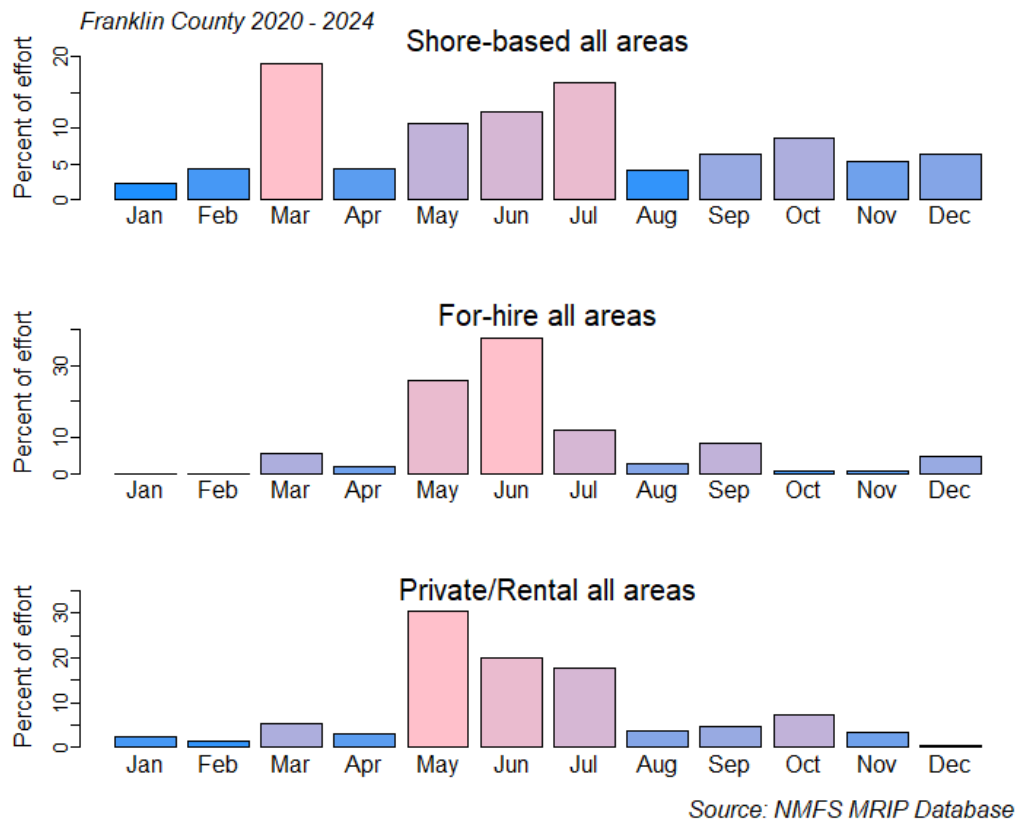 Franklin County 2020 - 2024
Shore-based all areas
Percent of effort
20
10
5
0
Jan Feb Mar Apr May Jun Jul Aug Sep Oct Nov Dec
For-hire all areas
Percent of effort
30
10
0
Jan Feb Mar Apr May Jun Jul Aug Sep Oct Nov Dec
Private/Rental all areas
Percent of effort
30
20
10
0
Jan Feb Mar Apr May Jun Jul Aug Sep Oct Nov Dec
Source: NMFS MRIP Database